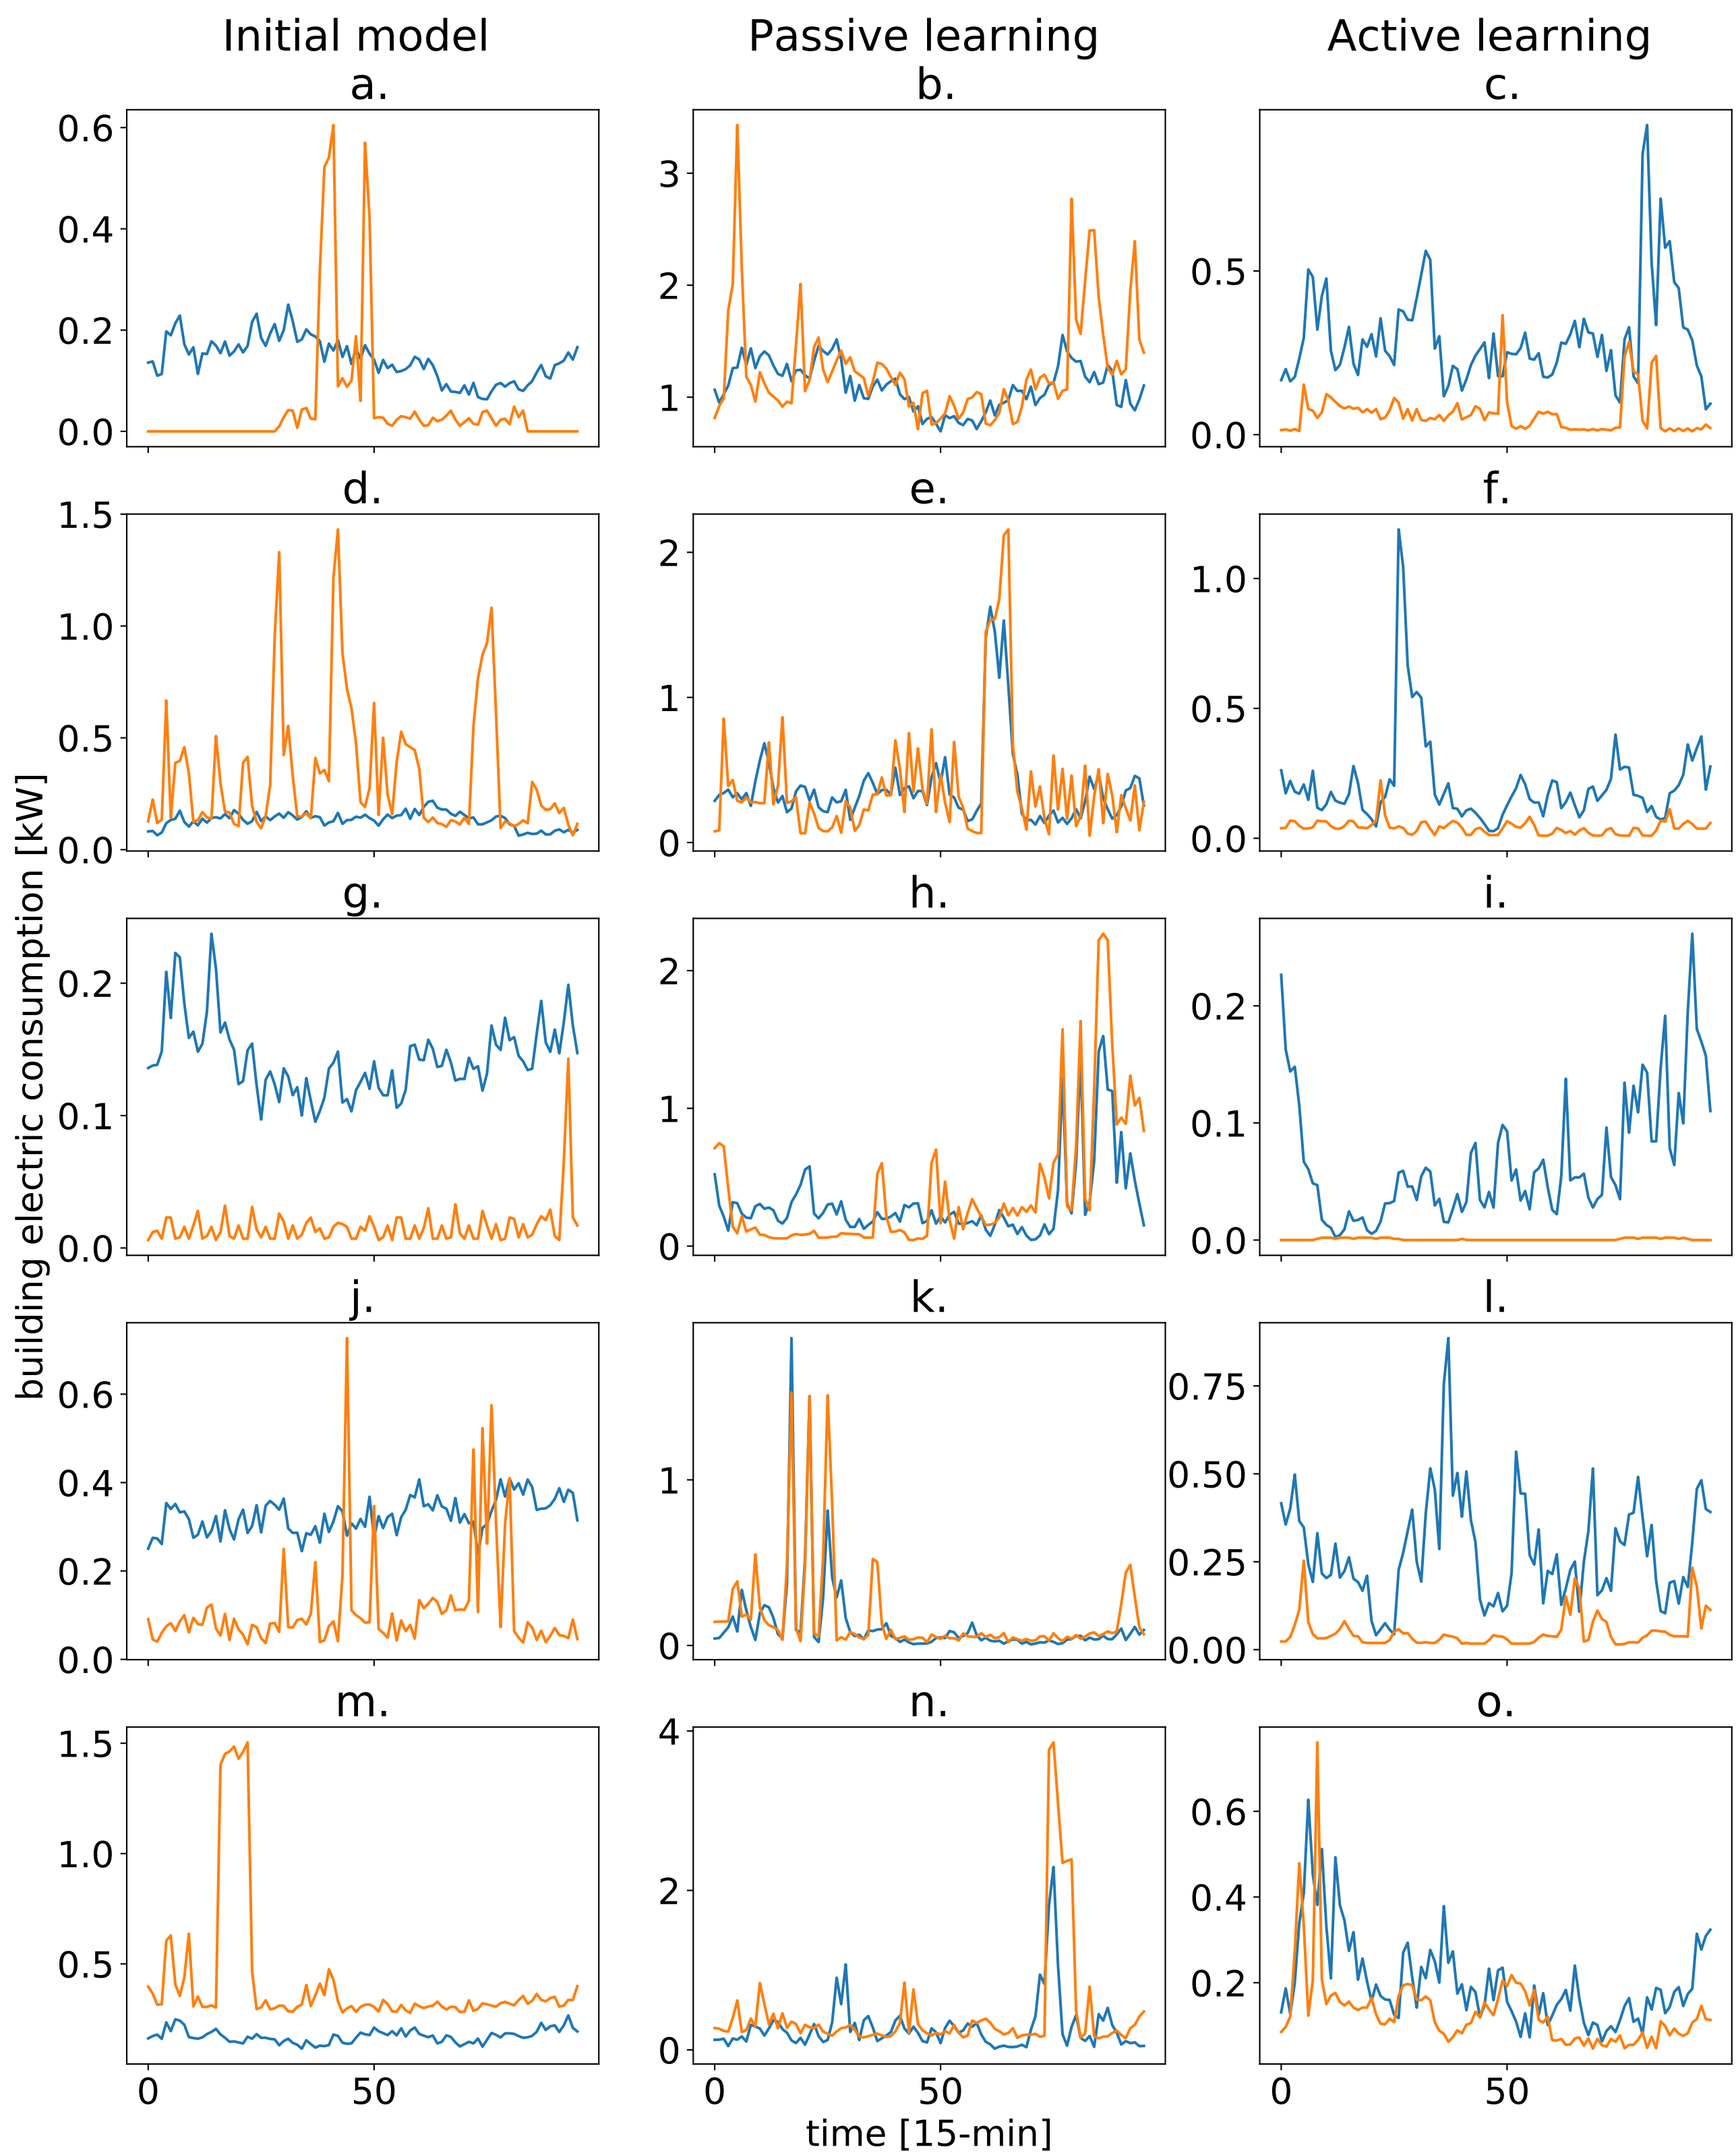 Initial model
Passive learning
Active learning
a.
b.
c.
0.6
0.4
0.2
0.0
3
2
1
0.5
0.0
d.
e.
f.
1.5
1.0
0.5
0.0
2
1
0
1.0
0.5
0.0
g.
h.
i.
0.2
0.1
0.0
2
1
0
0.2
0.1
0.0
j.
k.
l.
0.6
0.4
0.2
0.0
1
0
0.75
0.50
0.25
0.00
m.
n.
o.
1.5
1.0
0.5
4
2
0
0.6
0.4
0.2
0
50
0
50
0
50
building electric consumption [kW]
time [15-min]